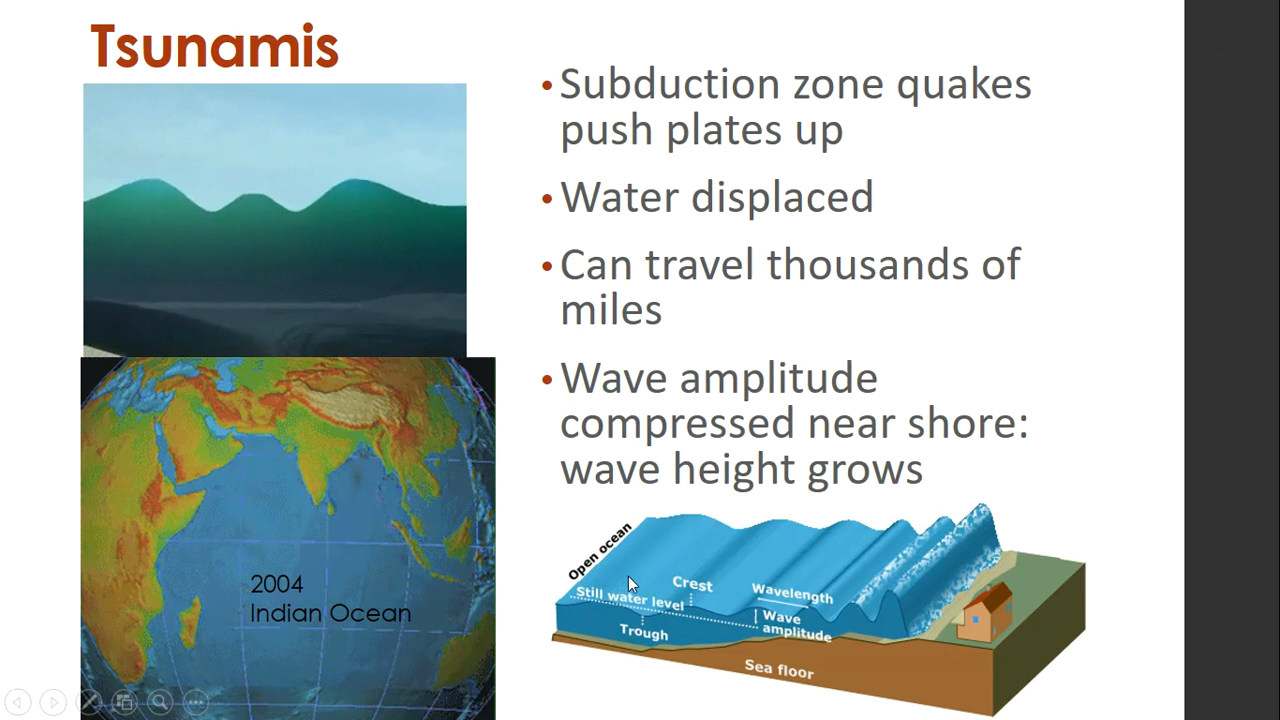 Tsunamis
• Subduction zone quakes
push plates up
• Water displaced
• Can travel thousands of
miles
• Wave amplitude
compressed near shore:
wave height grows
2004
Indian Ocean
Open ocean
Still water level
Crest
Trough
Wavelength
Wave
amplitude
Sea floor